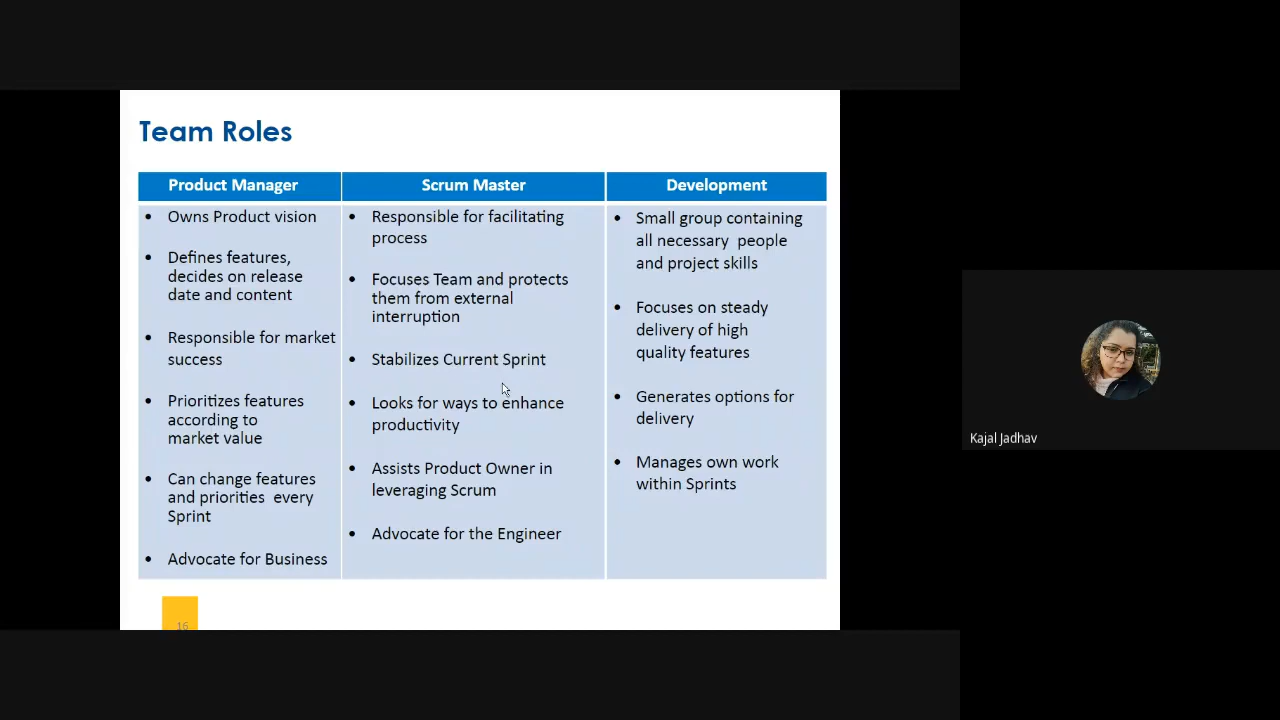 Team Roles
Product Manager
Owns Product vision
Defines features,
decides on release
date and content
Responsible for market
success
Prioritizes features
according to
market value
Can change features
and priorities every
Sprint
Advocate for Business
Scrum Master
Responsible for facilitating
process
Focuses Team and protects
them from external
interruption
Stabilizes Current Sprint
Looks for ways to enhance
productivity
Assists Product Owner in
leveraging Scrum
Advocate for the Engineer
Development
Small group containing
all necessary people
and project skills
Focuses on steady
delivery of high
quality features
Generates options for
delivery
Manages own work
within Sprints
16
Kajal Jadhav